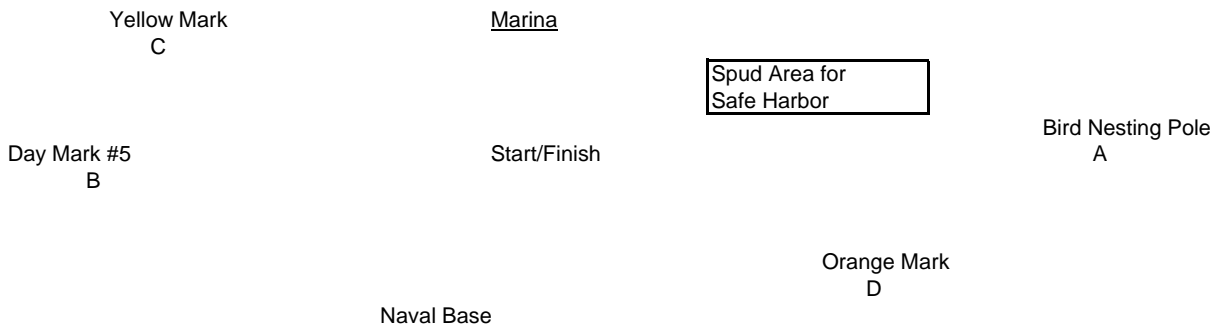 Yellow Mark
C
Marina
Spud Area for
Safe Harbor
Bird Nesting Pole
A
Day Mark #5
B
Start/Finish
Orange Mark
D
Naval Base